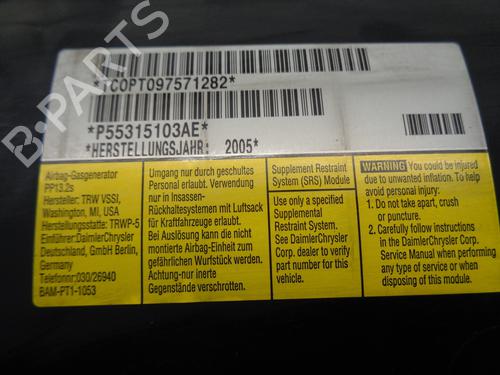 *TCOPT097571282*
*P55315103AE*
*HERSTELLUNGSJAHR: 2005*
Airbag-Gasgenerator
PP13.2s
Hersteller: TRW VSSI,
Washington, MI, USA
Herstellungsstatte: TRWP-5
Einführer:DaimlerChrysler
Deutschland, GmbH Berlin,
Germany
Telefonnr:030/26940
BAM-PT1-1053
Umgang nur durch geschultes
Personal erlaubt. Verwendung
nur in Insassen-
Rückhaltesystemen mit Luftsack
für Kraftfahrzeuge erlaubt.
Bei Auslösung kann die nicht
montierte Airbag-Einheit zum
gefährlichen Wurfstück werden.
Achtung-nur inerte
Gegenstände verschrotten.
Supplement Restraint
System (SRS) Module
Use only a specified
Supplemental
Restraint System.
See DaimlerChrysler
Corp. dealer to verify
part number for this
vehicle.
WARNING You could be injured
due to unwanted inflation. To help
avoid personal injury:
1. Do not take apart, crush
or puncture.
2. Carefully follow instructions
in the DaimlerChrysler Corp.
Service Manual when performing
any type of service or when
disposing of this module.
B-PARTS